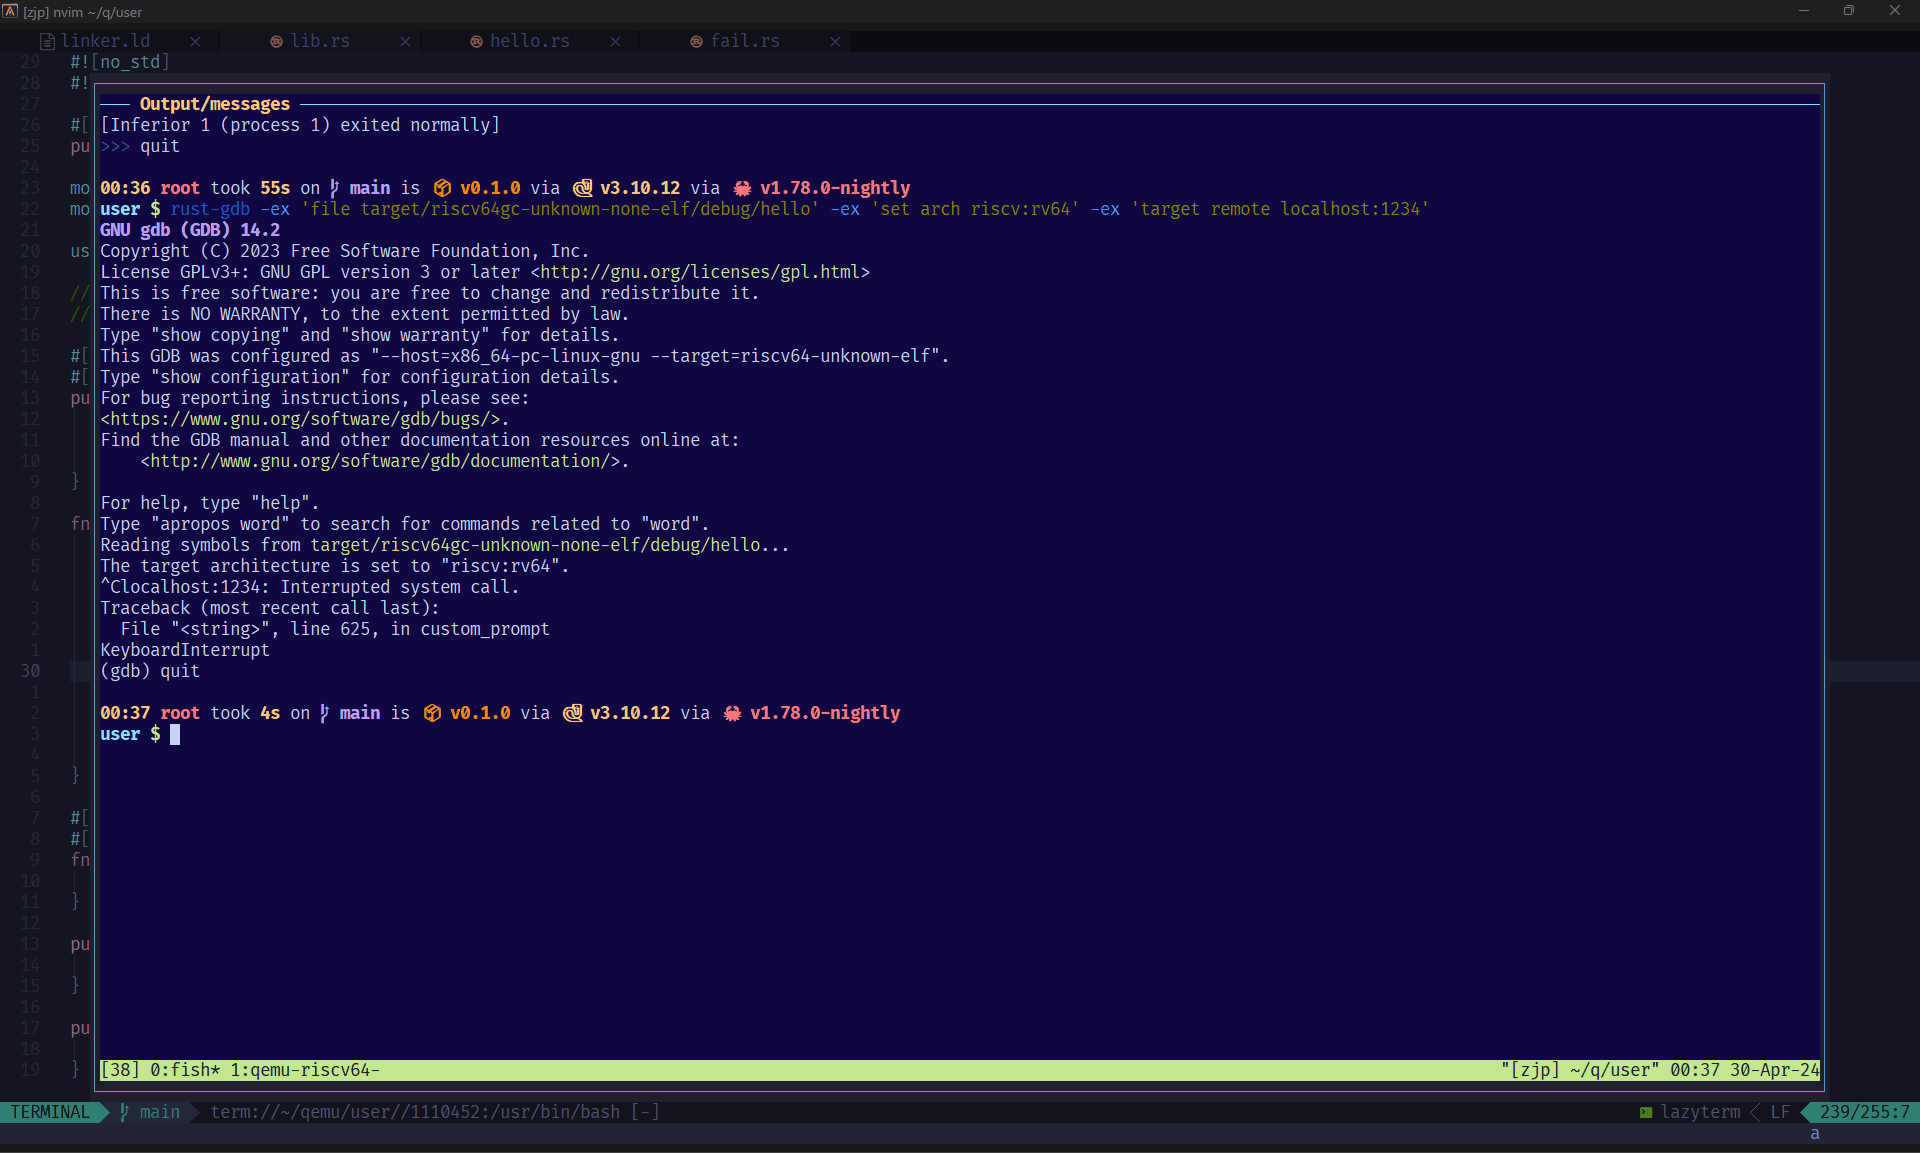 [zjp] nvim ~/q/user
linker.ld × lib.rs × hello.rs × fail.rs ×
29 #![no_std]
28 #!
27 Output/messages
26 #[ [Inferior 1 (process 1) exited normally]
25 pu >>> quit
24
23 mo 00:36 root took 55s on main is v0.1.0 via v3.10.12 via v1.78.0-nightly
22 mo user $ rust-gdb -ex 'file target/riscv64gc-unknown-none-elf/debug/hello' -ex 'set arch riscv:rv64' -ex 'target remote localhost:1234'
21 GNU gdb (GDB) 14.2
20 us Copyright (C) 2023 Free Software Foundation, Inc.
19 License GPLv3+: GNU GPL version 3 or later <http://gnu.org/licenses/gpl.html>
18 // This is free software: you are free to change and redistribute it.
17 // There is NO WARRANTY, to the extent permitted by law.
16 Type "show copying" and "show warranty" for details.
15 #[ This GDB was configured as "--host=x86_64-pc-linux-gnu --target=riscv64-unknown-elf".
14 #[ Type "show configuration" for configuration details.
13 pu For bug reporting instructions, please see:
12 <https://www.gnu.org/software/gdb/bugs/>.
11 Find the GDB manual and other documentation resources online at:
10 <http://www.gnu.org/software/gdb/documentation/>.
9 }
8 For help, type "help".
7 fn Type "apropos word" to search for commands related to "word".
6 Reading symbols from target/riscv64gc-unknown-none-elf/debug/hello...
5 The target architecture is set to "riscv:rv64".
4 ^Clocalhost:1234: Interrupted system call.
3 Traceback (most recent call last):
2 File "<string>", line 625, in custom_prompt
1 KeyboardInterrupt
30 (gdb) quit
1
2 00:37 root took 4s on main is v0.1.0 via v3.10.12 via v1.78.0-nightly
3 user $
4
5 }
6
7 #[
8 #[
9 fn
10
11 }
12
13 pu
14
15 }
16
17 pu
18
19 } [38] 0:fish* 1:qemu-riscv64- "[zjp] ~/q/user" 00:37 30-Apr-24
TERMINAL main term://~/qemu/user//1110452:/usr/bin/bash [-] lazyterm LF 239/255:7
a